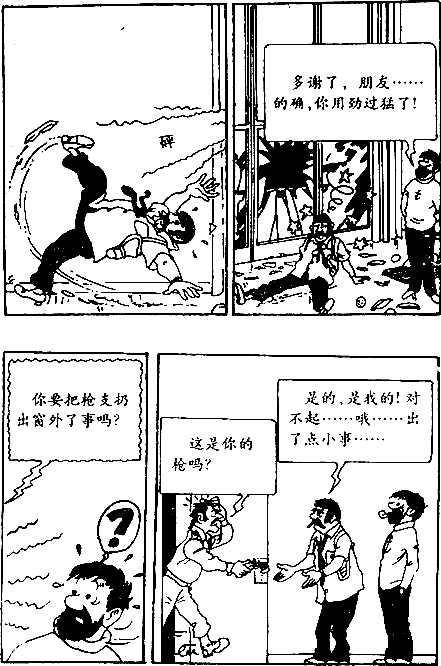 砰
多谢了，朋友……
的确，你用劲过猛了！
你要把枪支扔
出窗外了事吗？
？
这是你的
枪吗？
是的，是我的！对
不起……哦……出
了点小事……